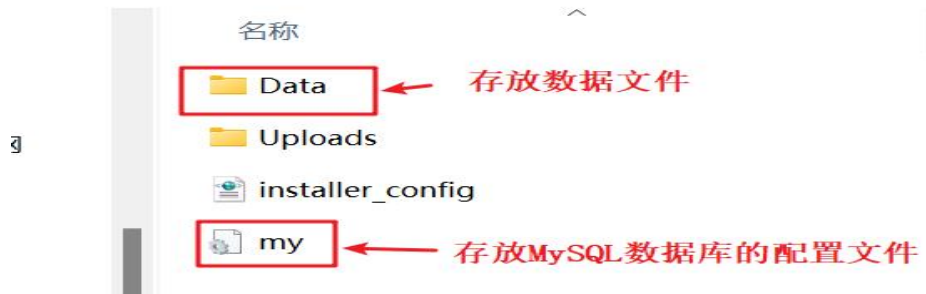 名称
Data
存放数据文件
Uploads
installer_config
my
存放MySQL数据库的配置文件